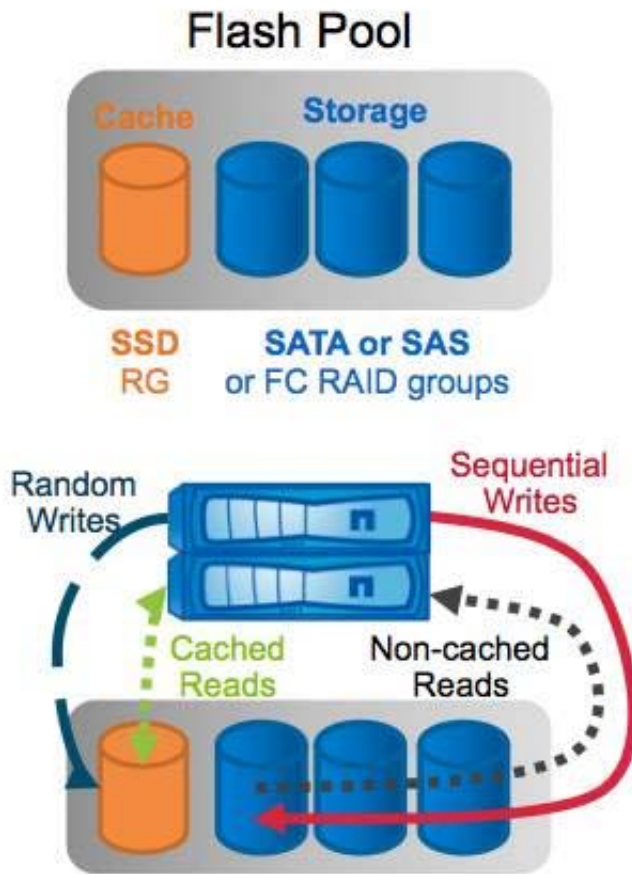 Flash Pool
Cache
Storage
SSD
RG
SATA or SAS
or FC RAID groups
Random
Writes
Sequential
Writes
Cached
Reads
Non-cached
Reads